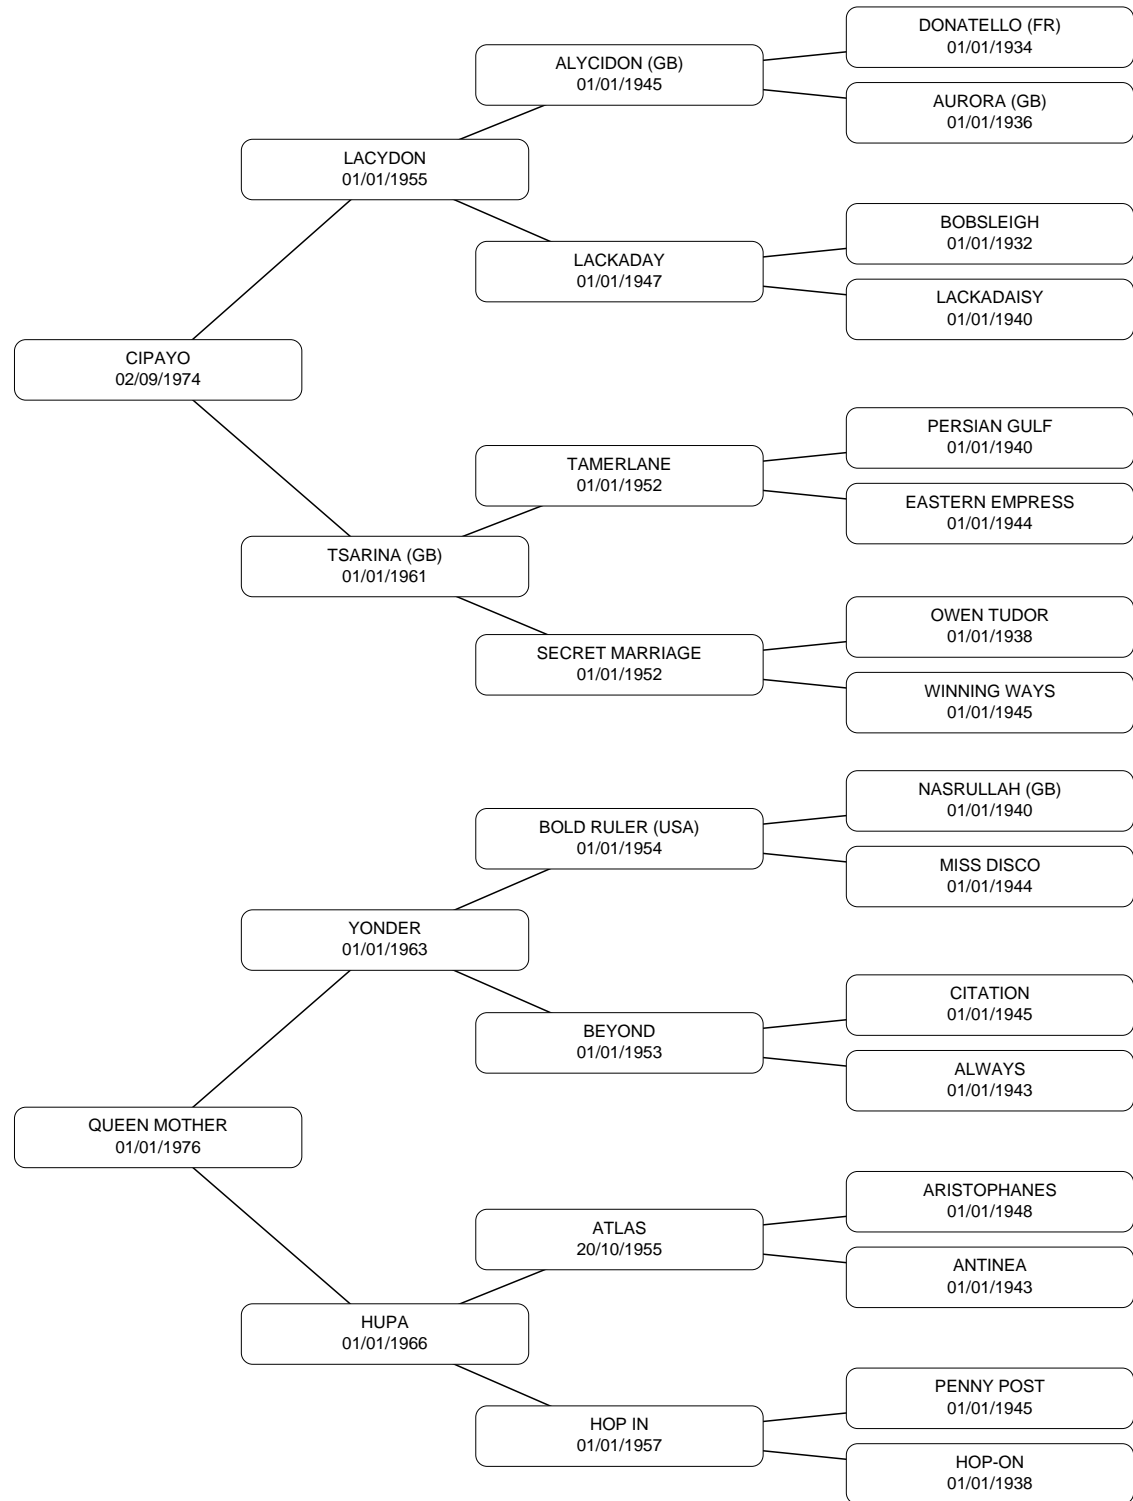 DONATELLO (FR)
01/01/1934
ALYCIDON (GB)
01/01/1945
AURORA (GB)
01/01/1936
LACYDON
01/01/1955
BOBSLEIGH
01/01/1932
LACKADAY
01/01/1947
LACKADAISY
01/01/1940
CIPAYO
02/09/1974
PERSIAN GULF
01/01/1940
TAMERLANE
01/01/1952
EASTERN EMPRESS
01/01/1944
TSARINA (GB)
01/01/1961
OWEN TUDOR
01/01/1938
SECRET MARRIAGE
01/01/1952
WINNING WAYS
01/01/1945
NASRULLAH (GB)
01/01/1940
BOLD RULER (USA)
01/01/1954
MISS DISCO
01/01/1944
YONDER
01/01/1963
CITATION
01/01/1945
BEYOND
01/01/1953
ALWAYS
01/01/1943
QUEEN MOTHER
01/01/1976
ARISTOPHANES
01/01/1948
ATLAS
20/10/1955
ANTINEA
01/01/1943
HUPA
01/01/1966
PENNY POST
01/01/1945
HOP IN
01/01/1957
HOP-ON
01/01/1938